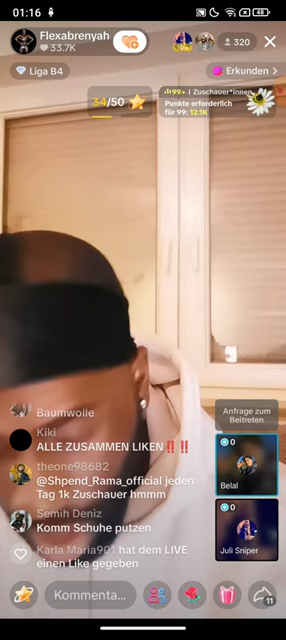 01:16
48
Flexabrenyah
33.7K
320
Liga B4
Erkunden
34/50
99+ | Zuschauer*innen
Punkte erforderlich
für 99: 12.1K
Baumwolle
Kiki
ALLE ZUSAMMEN LIKEN‼️‼️
theone98682
@Shpend_Rama_official jeden
Tag 1k Zuschauer hmmm
Semih Deniz
Komm Schuhe putzen
Karla Maria901 hat dem LIVE
einen Like gegeben
Anfrage zum
Beitreten
0
Belal
0
Juli Sniper
Kommenta...
11